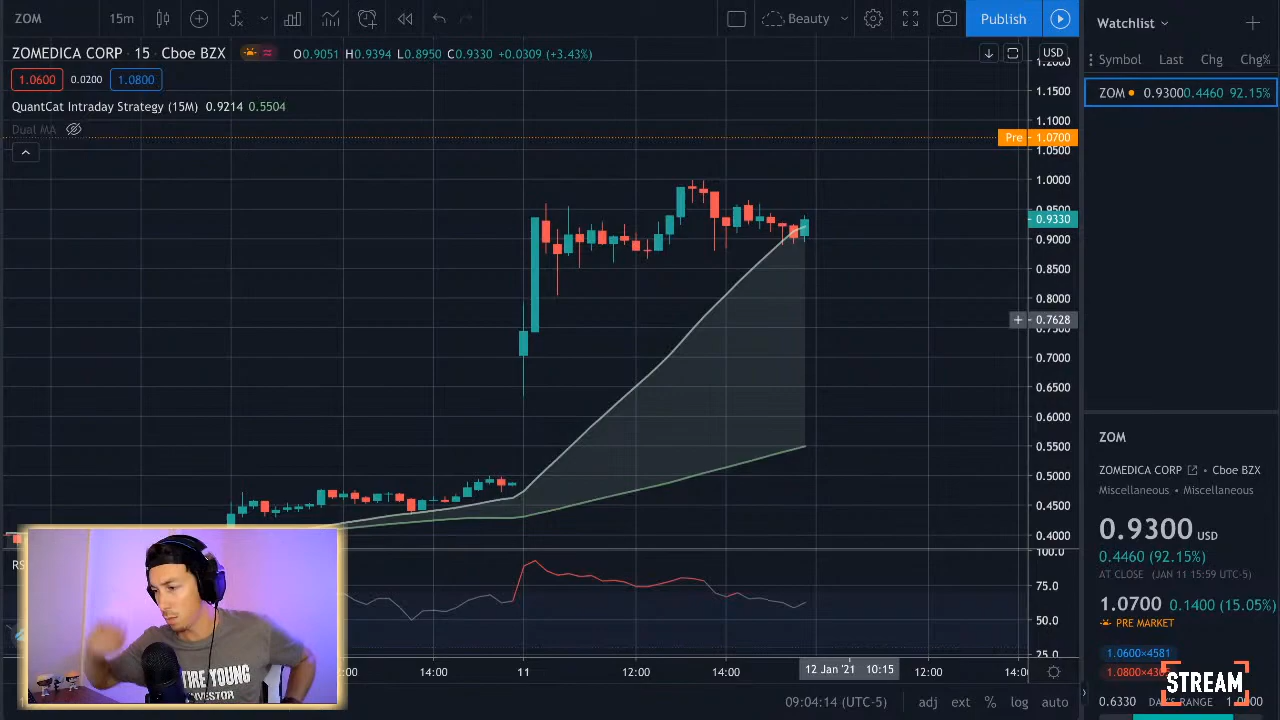 ZOM 15m Beauty Publish
Watchlist
ZOMEDICA CORP · 15 · Cboe BZX O0.9051 H0.9394 L0.8950 C0.9330 +0.0309 (+3.43%)
USD
Symbol Last Chg Chg%
1.0600 0.0200 1.0800
ZOM 0.9300 0.4460 92.15%
QuantCat Intraday Strategy (15M) 0.9214 0.5504
Dual MA
1.2000
1.1500
1.1000
Pre 1.0700
1.0500
1.0000
0.9500
0.9330
0.9000
0.8500
0.8000
0.7628
0.7500
0.7000
0.6500
0.6000
0.5500
0.5000
0.4500
0.4000
100.0
75.0
50.0
25.0
RS
14:00 11 12:00 14:00 12 Jan '21 10:15 12:00 14:0
09:04:14 (UTC-5) adj ext % log auto
ZOM
ZOMEDICA CORP Cboe BZX
Miscellaneous • Miscellaneous
0.9300 USD
0.4460 (92.15%)
AT CLOSE (JAN 11 15:59 UTC-5)
1.0700 0.1400 (15.05%)
PRE MARKET
1.0600×4581
STREAM
0.6330
TIRE YOUNG
INVESTOR